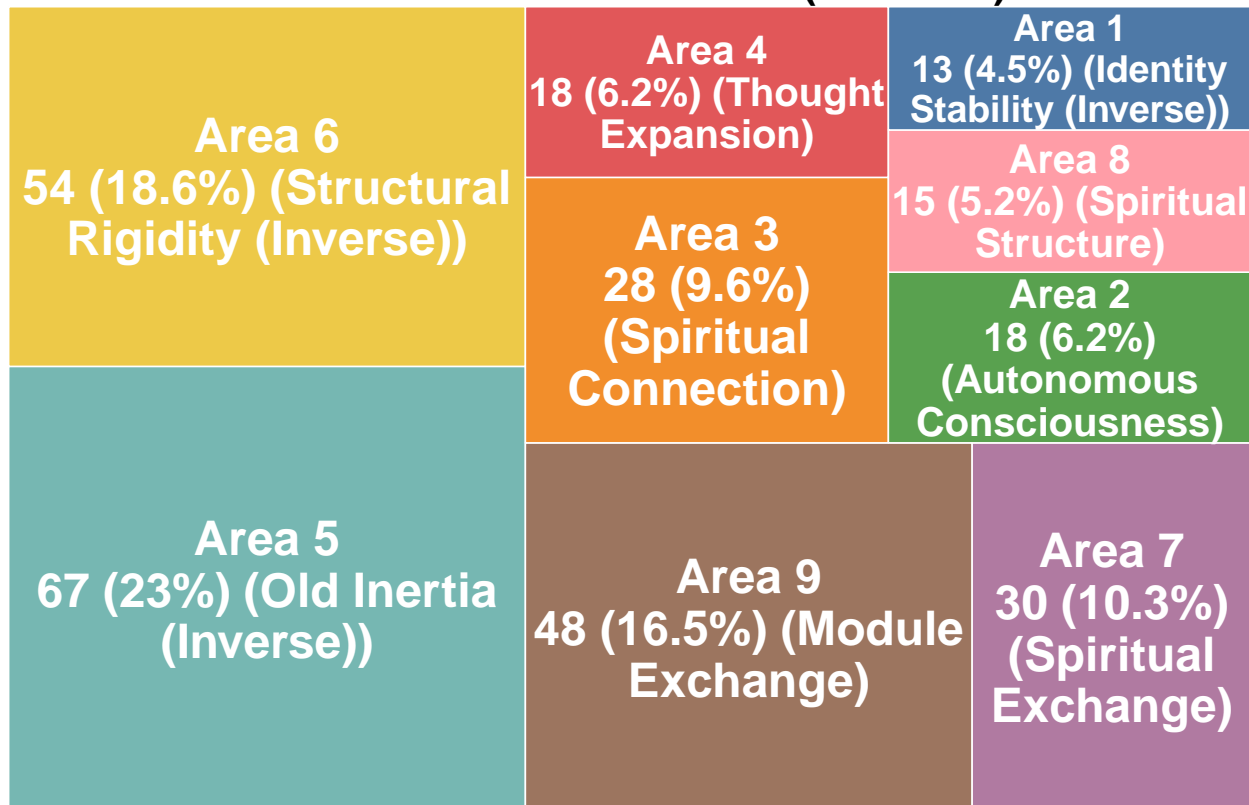 Area 6
54 (18.6%) (Structural
Rigidity (Inverse))
Area 4
18 (6.2%) (Thought
Expansion)
Area 1
13 (4.5%) (Identity
Stability (Inverse))
Area 8
15 (5.2%) (Spiritual
Structure)
Area 3
28 (9.6%)
(Spiritual
Connection)
Area 2
18 (6.2%)
(Autonomous
Consciousness)
Area 5
67 (23%) (Old Inertia
(Inverse))
Area 9
48 (16.5%) (Module
Exchange)
Area 7
30 (10.3%)
(Spiritual
Exchange)